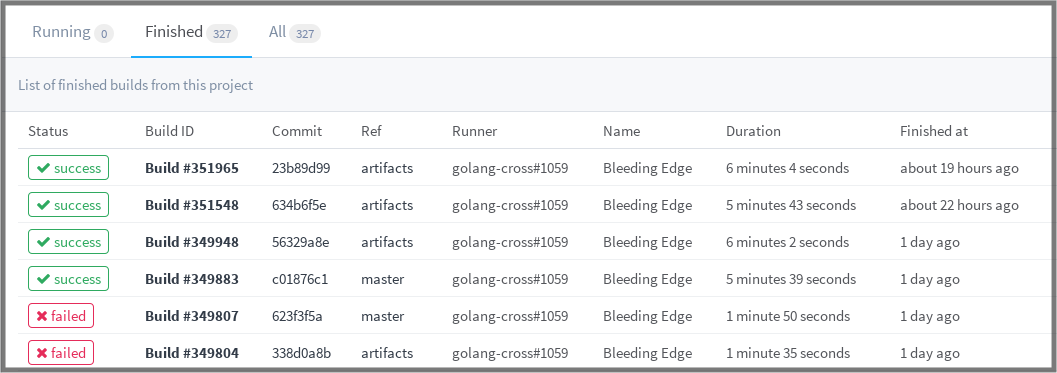 Running 0 Finished 327 All 327
List of finished builds from this project
Status Build ID Commit Ref Runner Name Duration Finished at
success Build #351965 23b89d99 artifacts golang-cross#1059 Bleeding Edge 6 minutes 4 seconds about 19 hours ago
success Build #351548 634b6f5e artifacts golang-cross#1059 Bleeding Edge 5 minutes 43 seconds about 22 hours ago
success Build #349948 56329a8e artifacts golang-cross#1059 Bleeding Edge 6 minutes 2 seconds 1 day ago
success Build #349883 c01876c1 master golang-cross#1059 Bleeding Edge 5 minutes 39 seconds 1 day ago
failed Build #349807 623f3f5a master golang-cross#1059 Bleeding Edge 1 minute 50 seconds 1 day ago
failed Build #349804 338d0a8b artifacts golang-cross#1059 Bleeding Edge 1 minute 35 seconds 1 day ago